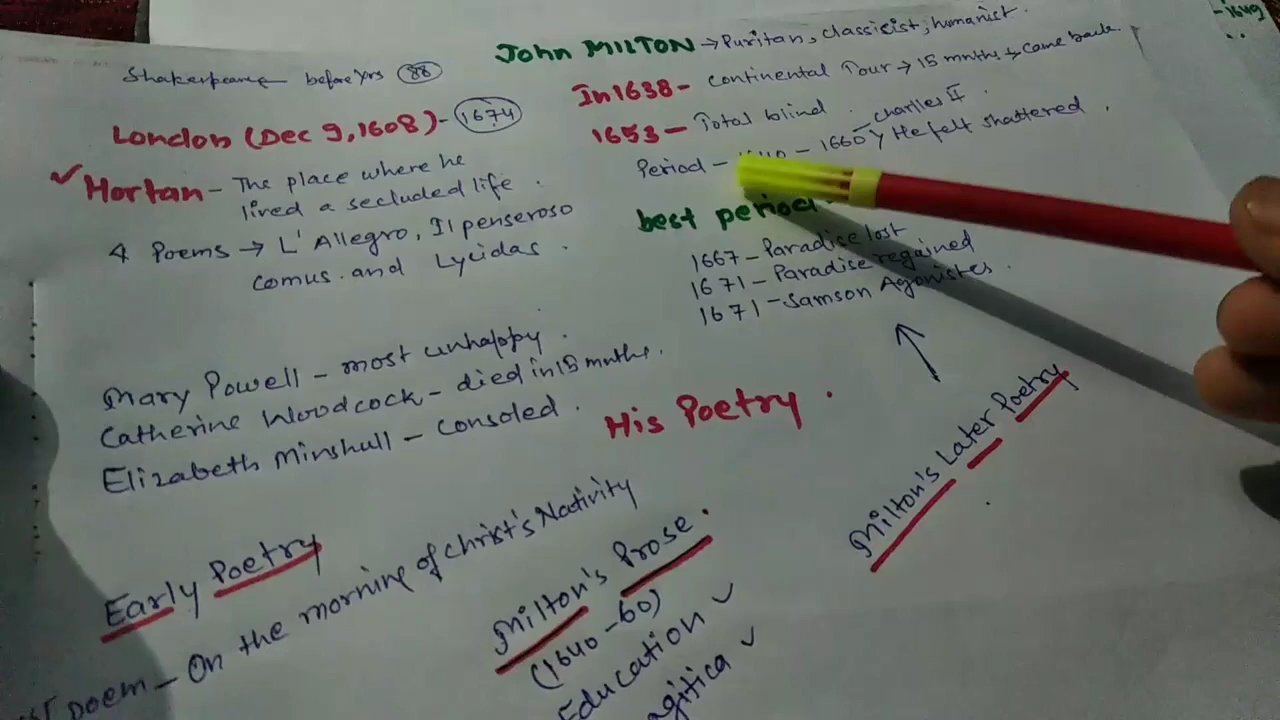 JOHN MILTON → Puritan, classicist, humanist.
Shakespeare before yrs 88
London (Dec 9, 1608) - 1674
✓ Hortan - The place where he
lived a secluded life.
4 Poems → L'Allegro, Il penseroso
comus. and Lycidas.
In 1638 - Continental Tour → 15 mnths → Came back
1653 - Total blind.
Period - - 1660 } He felt shattered.
charlles II.
best period
1667 - Paradise lost
1671 - Paradise regained
1671 - Samson Agonistes.
Mary Powell - most unhappy.
Catherine Woodcock - died in 15 mnths.
Elizabeth Minshull - consoled.
His Poetry.
Early Poetry
poem - On the morning of Christ's Nativity
Milton's Prose.
(1640-60)
Education ✓
agitica ✓
Milton's Later Poetry
-1649